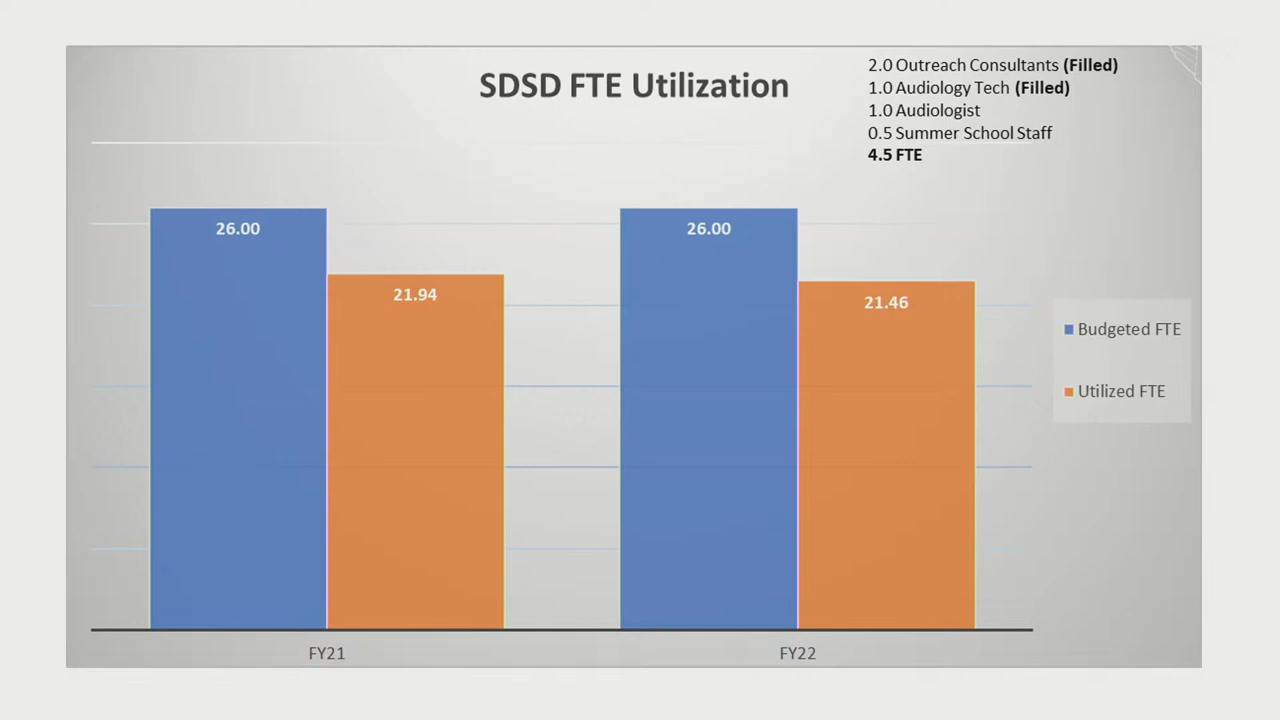 SDSD FTE Utilization
2.0 Outreach Consultants (Filled)
1.0 Audiology Tech (Filled)
1.0 Audiologist
0.5 Summer School Staff
4.5 FTE
26.00
21.94
26.00
21.46
Budgeted FTE
Utilized FTE
FY21
FY22